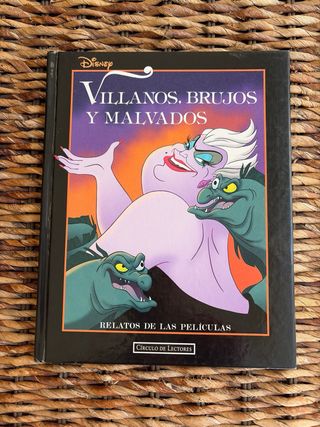 Disney
VILLANOS, BRUJOS
Y MALVADOS
RELATOS DE LAS PELÍCULAS
CÍRCULO DE LECTORES